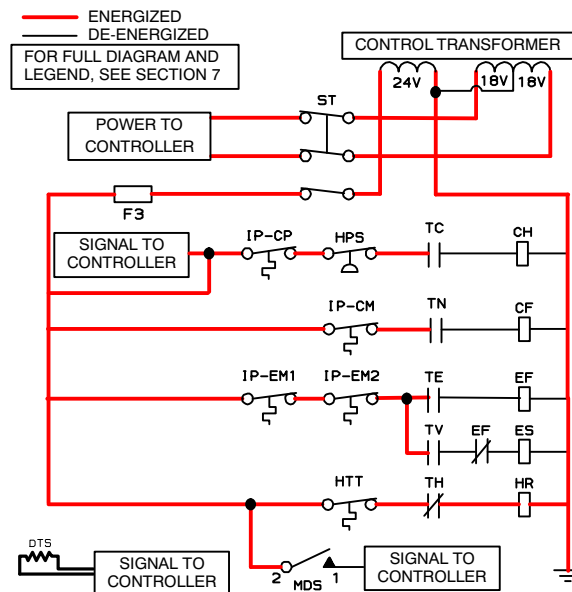 ENERGIZED
DE-ENERGIZED
FOR FULL DIAGRAM AND
LEGEND, SEE SECTION 7
CONTROL TRANSFORMER
24V
18V
18V
ST
POWER TO
CONTROLLER
F3
SIGNAL TO
CONTROLLER
IP-CP
HPS
TC
CH
IP-CM
TN
CF
IP-EM1
IP-EM2
TE
EF
TV
EF
ES
HTT
TH
HR
DTS
SIGNAL TO
CONTROLLER
2
MDS
1
SIGNAL TO
CONTROLLER